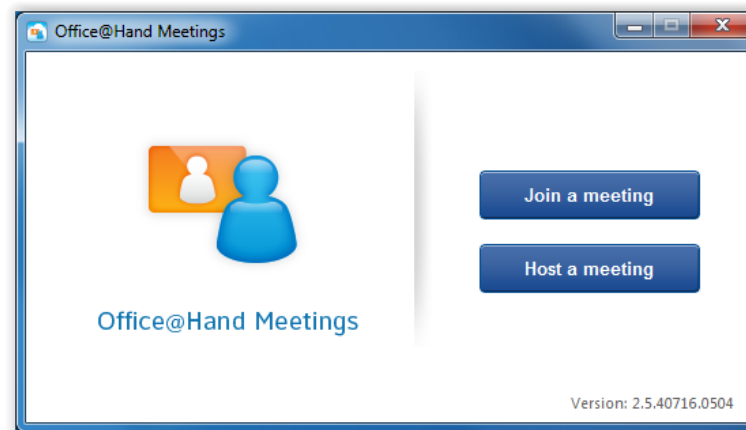 Office@Hand Meetings
Office@Hand Meetings
Join a meeting
Host a meeting
Version: 2.5.40716.0504